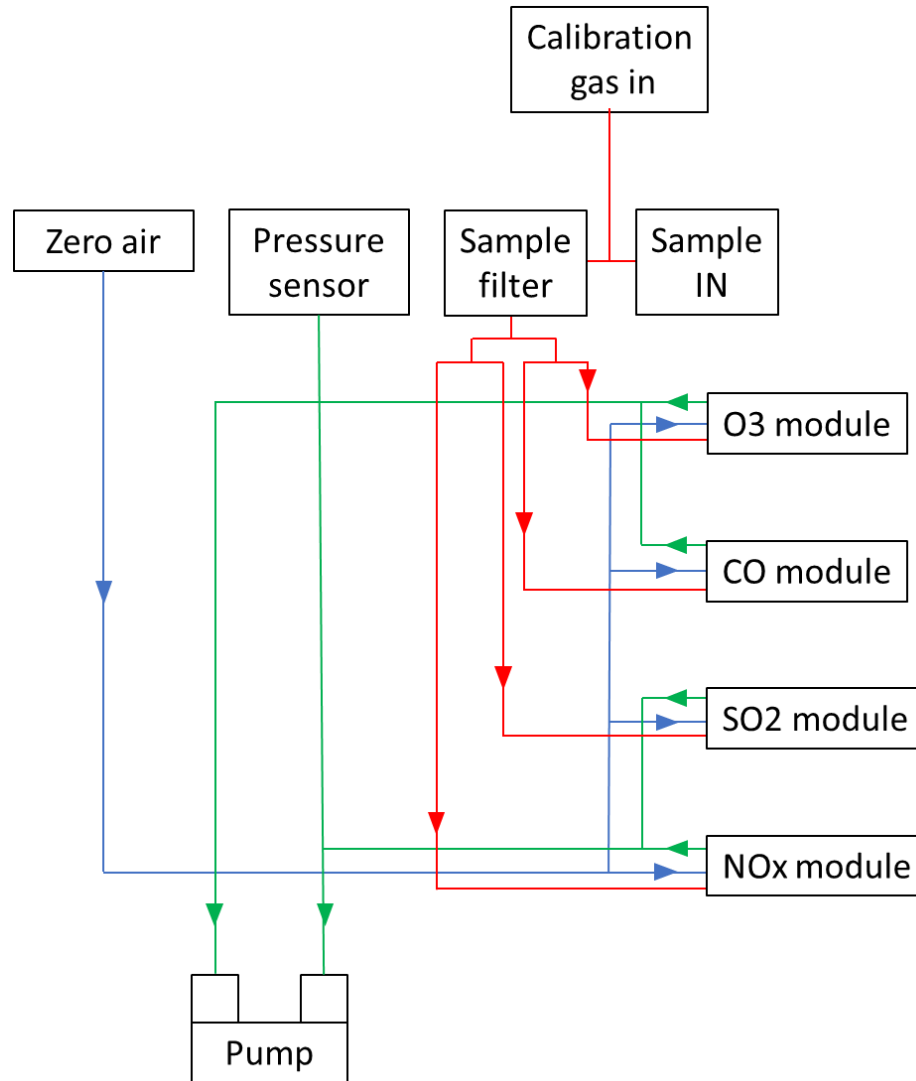 Calibration
gas in
Zero air
Pressure
sensor
Sample
filter
Sample
IN
O3 module
CO module
SO2 module
NOx module
Pump